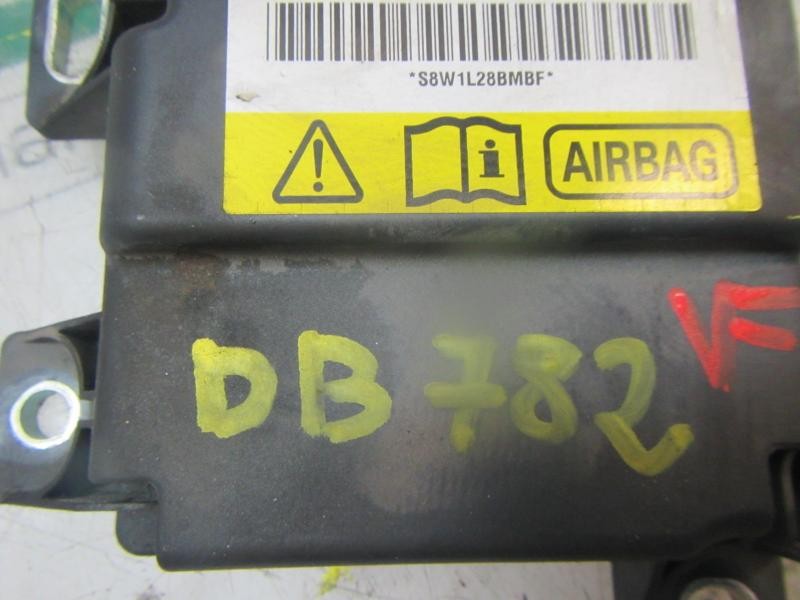 *S8W1L28BMBF*
i AIRBAG
VF
DB 782